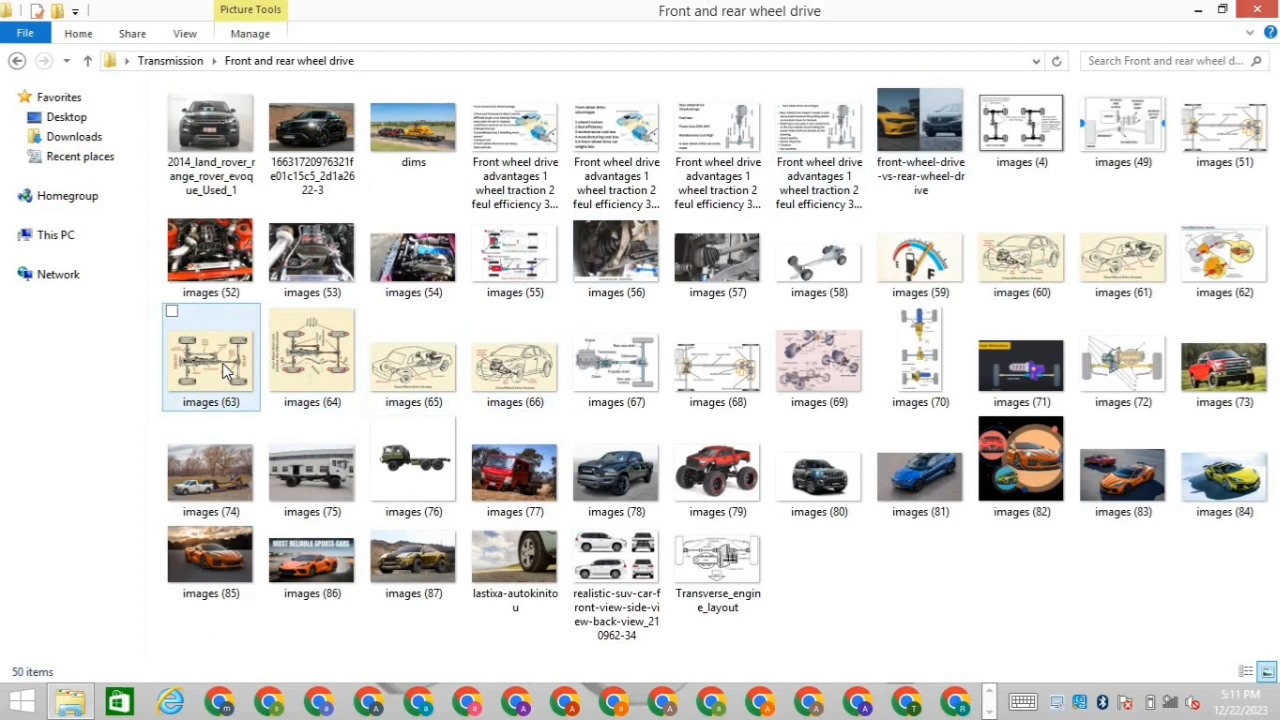 Picture Tools
Front and rear wheel drive
File
Home
Share
View
Manage
Transmission
Front and rear wheel drive
Search Front and rear wheel d...
Favorites
Desktop
Downloads
Recent places
Homegroup
This PC
Network
2014_land_rover_r
ange_rover_evoq
ue_Used_1
16631720976321f
e01c15c5_2d1a26
22-3
dims
Front wheel drive
advantages 1
wheel traction 2
feul efficiency 3...
Front wheel drive
advantages 1
wheel traction 2
feul efficiency 3...
Front wheel drive
advantages 1
wheel traction 2
feul efficiency 3...
Front wheel drive
advantages 1
wheel traction 2
feul efficiency 3...
front-wheel-drive
-vs-rear-wheel-dr
ive
images (4)
images (49)
images (51)
images (52)
images (53)
images (54)
images (55)
images (56)
images (57)
images (58)
images (59)
images (60)
images (61)
images (62)
images (63)
images (64)
images (65)
images (66)
images (67)
images (68)
images (69)
images (70)
images (71)
images (72)
images (73)
images (74)
images (75)
images (76)
images (77)
images (78)
images (79)
images (80)
images (81)
images (82)
images (83)
images (84)
MOST RELIABLE SPORTS CARS
images (85)
images (86)
images (87)
lastixa-autokinito
u
realistic-suv-car-f
ront-view-side-vi
ew-back-view_21
0962-34
Transverse_engin
e_layout
50 items
5:11 PM
12/22/2023